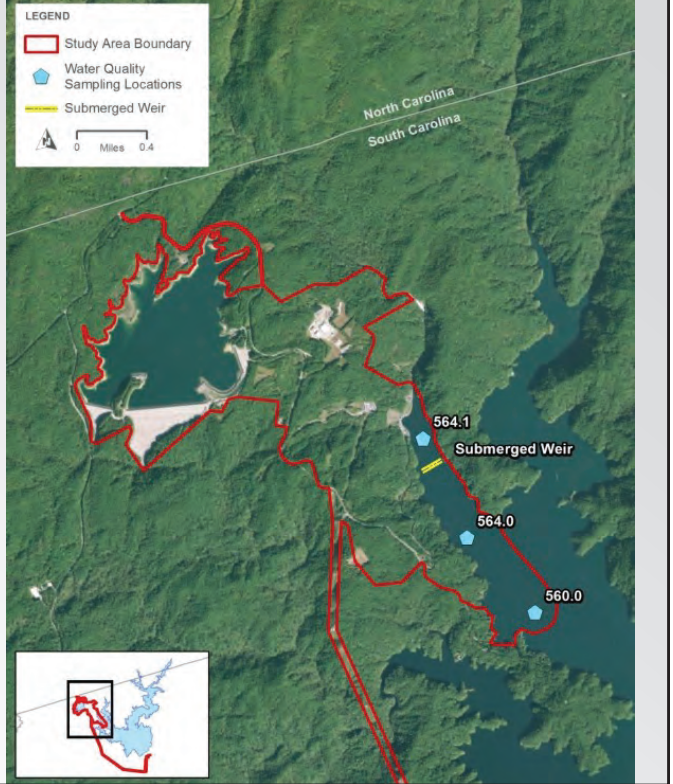 LEGEND
Study Area Boundary
Water Quality
Sampling Locations
Submerged Weir
N
0 Miles 0.4
North Carolina
South Carolina
564.1
Submerged Weir
564.0
560.0